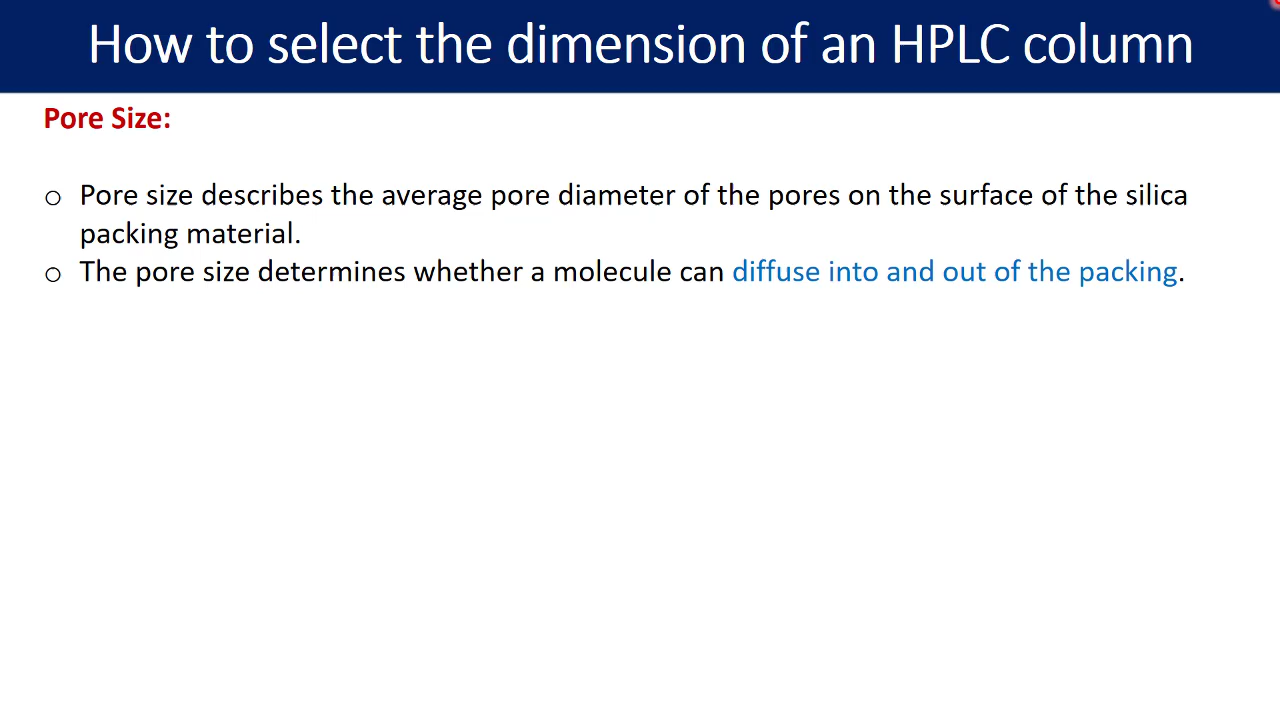 How to select the dimension of an HPLC column
Pore Size:
o Pore size describes the average pore diameter of the pores on the surface of the silica
packing material.
o The pore size determines whether a molecule can diffuse into and out of the packing.